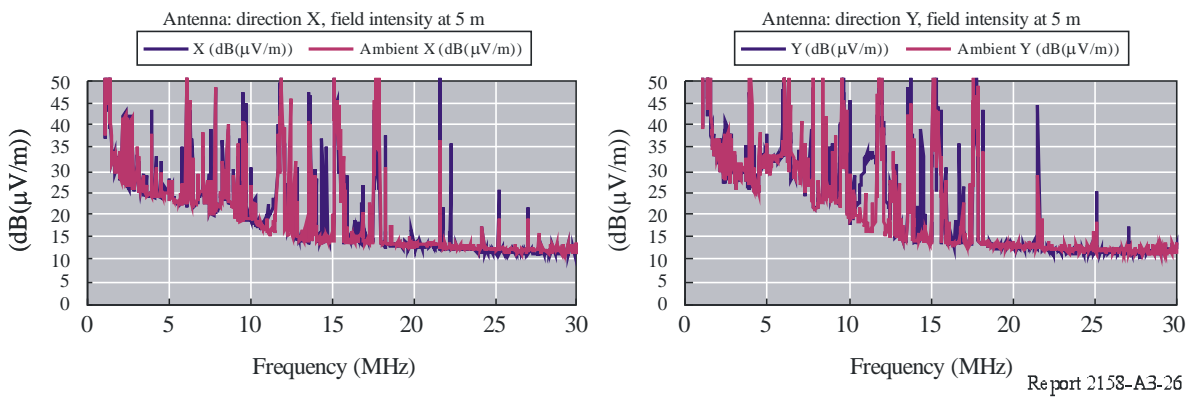 Antenna: direction X, field intensity at 5 m
X (dB(µV/m)) Ambient X (dB(µV/m))
(dB(µV/m))
50
45
40
35
30
25
20
15
10
5
0
0 5 10 15 20 25 30
Frequency (MHz)
Antenna: direction Y, field intensity at 5 m
Y (dB(µV/m)) Ambient Y (dB(µV/m))
(dB(µV/m))
50
45
40
35
30
25
20
15
10
5
0
0 5 10 15 20 25 30
Frequency (MHz)
Report 2158-A3-26